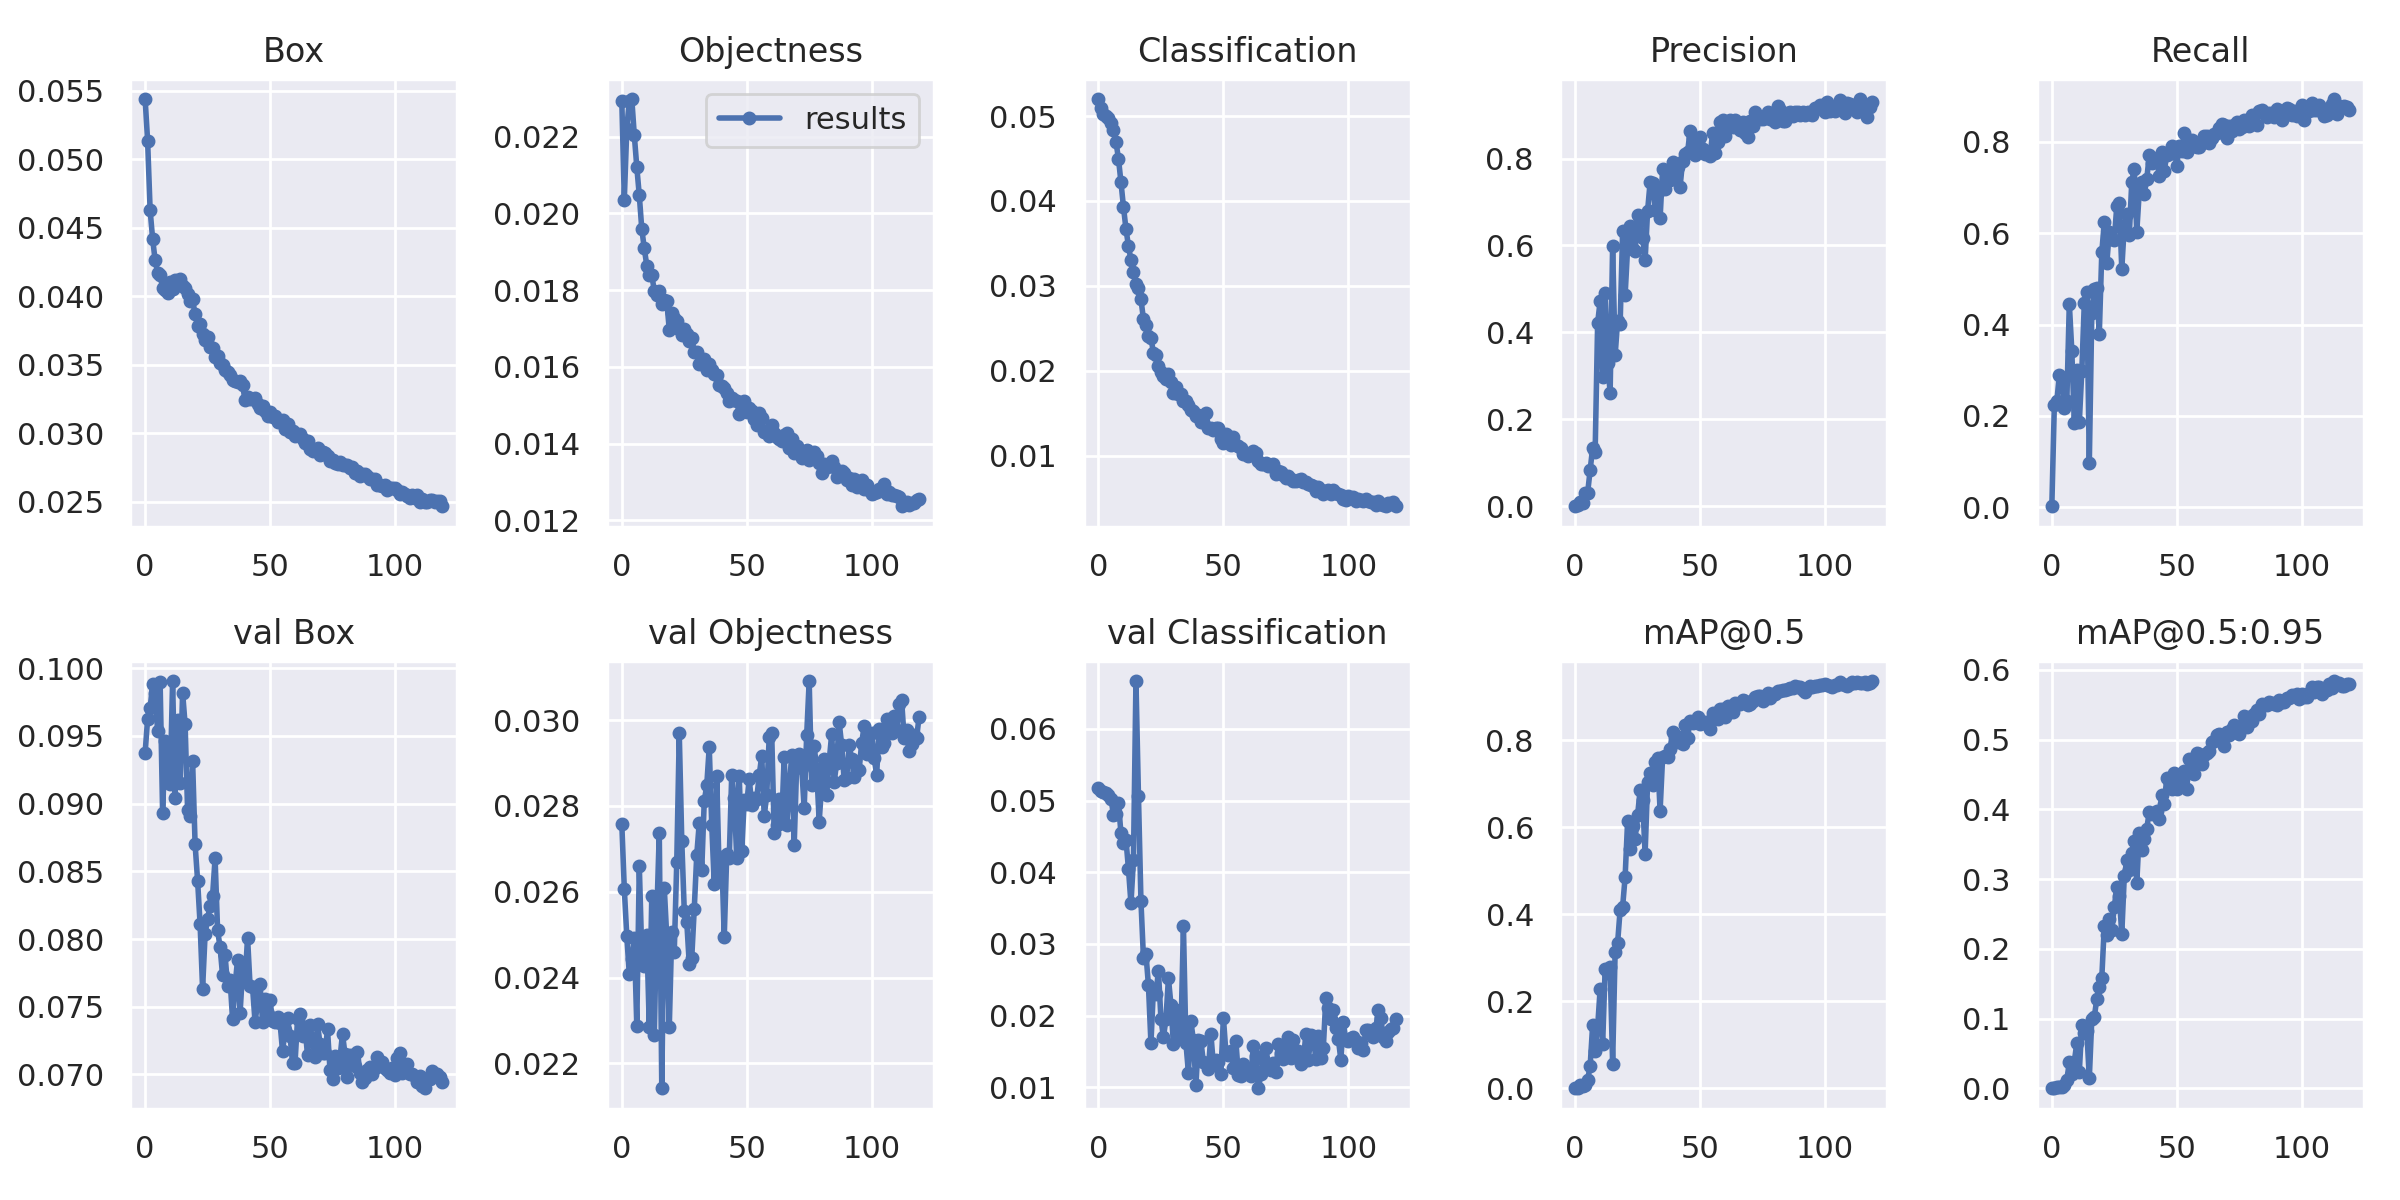 Box
0.055
0.050
0.045
0.040
0.035
0.030
0.025
0 50 100
Objectness
results
0.022
0.020
0.018
0.016
0.014
0.012
0 50 100
Classification
0.05
0.04
0.03
0.02
0.01
0 50 100
Precision
0.8
0.6
0.4
0.2
0.0
0 50 100
Recall
0.8
0.6
0.4
0.2
0.0
0 50 100
val Box
0.100
0.095
0.090
0.085
0.080
0.075
0.070
0 50 100
val Objectness
0.030
0.028
0.026
0.024
0.022
0 50 100
val Classification
0.06
0.05
0.04
0.03
0.02
0.01
0 50 100
mAP@0.5
0.8
0.6
0.4
0.2
0.0
0 50 100
mAP@0.5:0.95
0.6
0.5
0.4
0.3
0.2
0.1
0.0
0 50 100